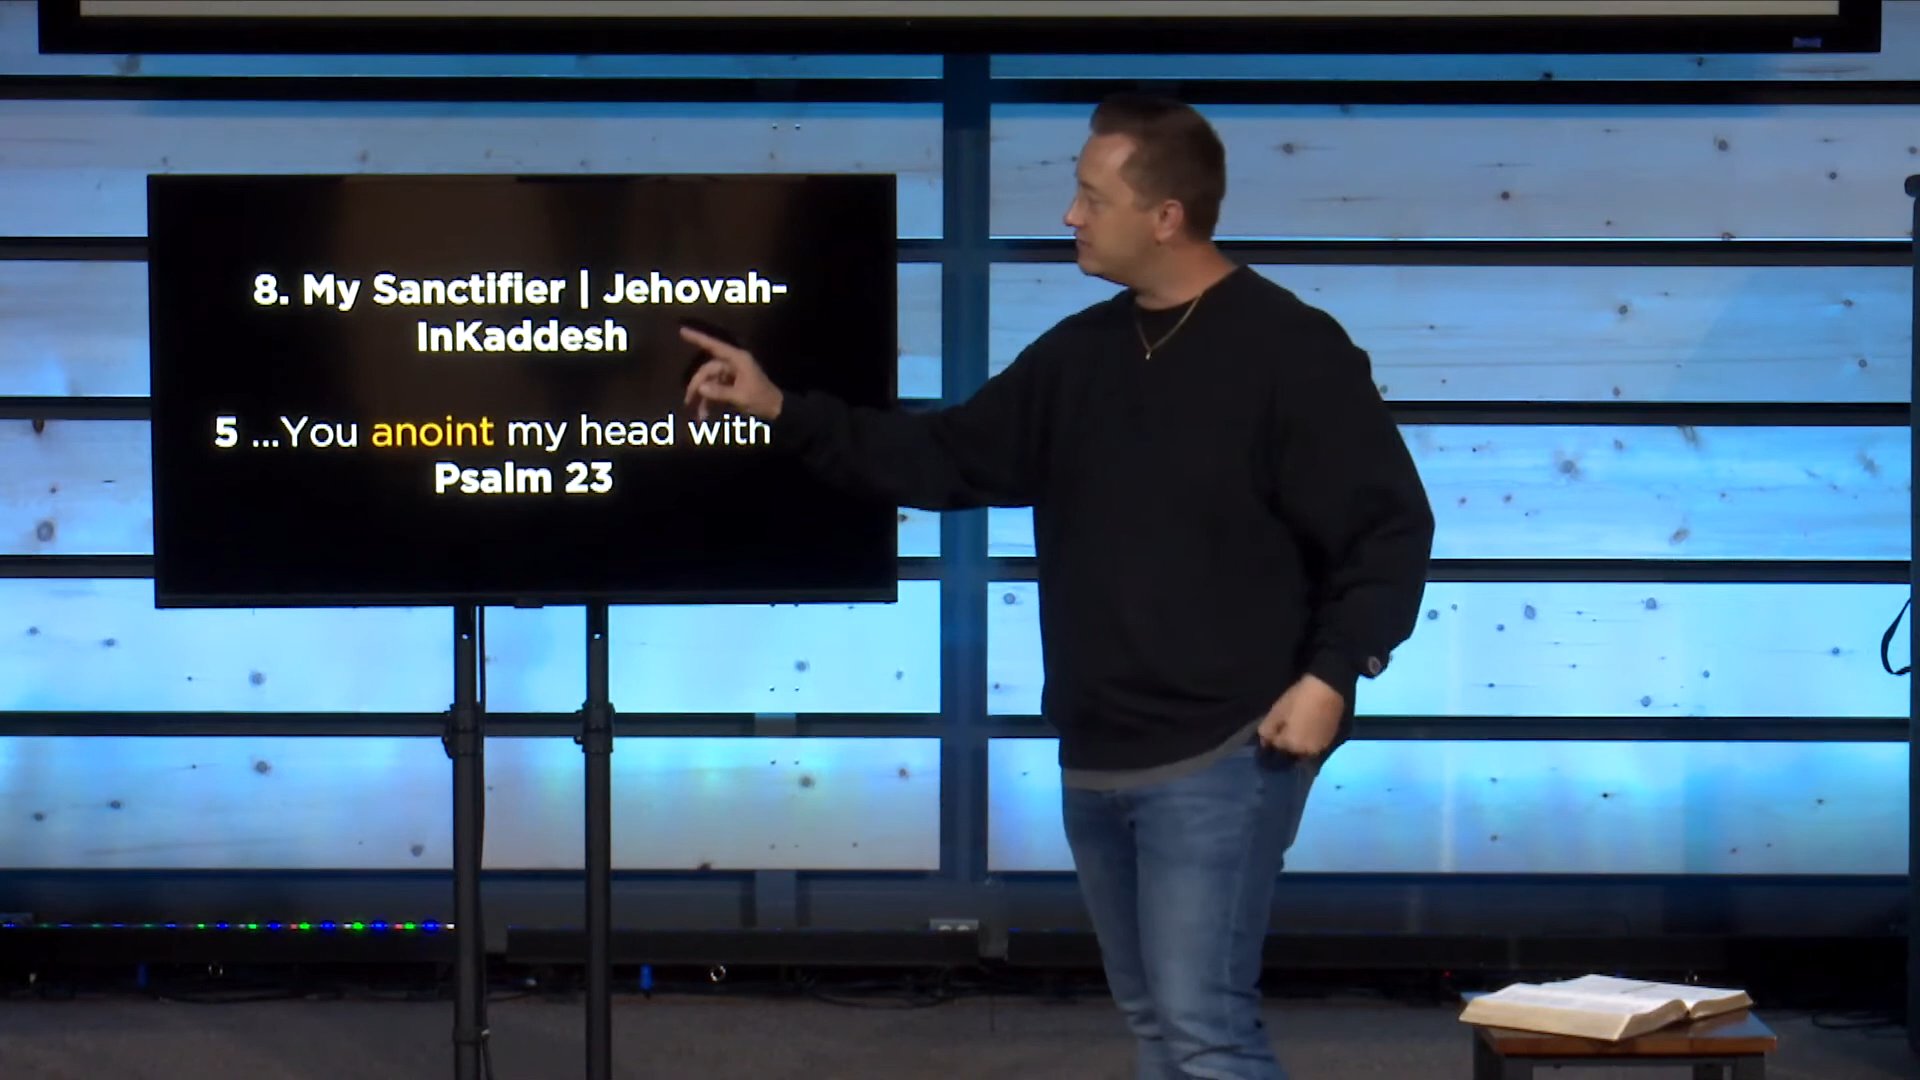 8. My Sanctifier | Jehovah-
InKaddesh
5 ...You anoint my head with
Psalm 23